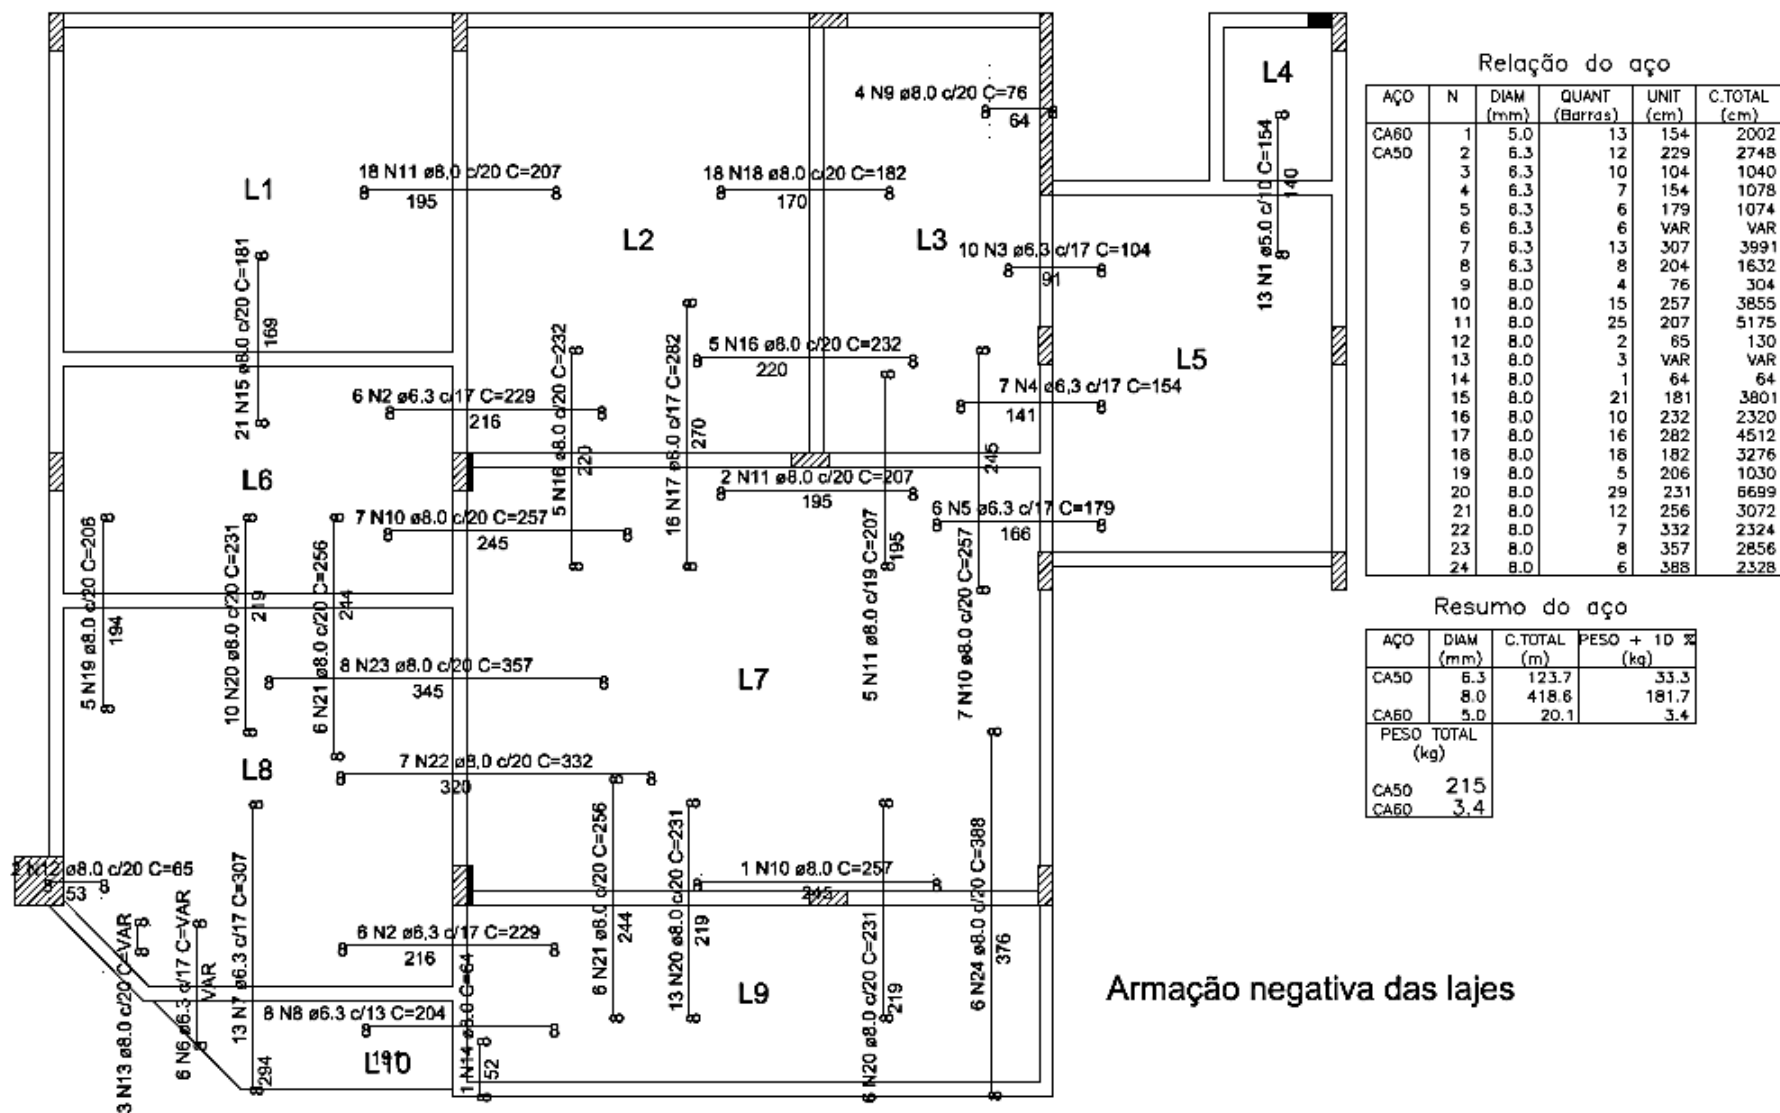 L4
4 N9 ø8.0 c/20 C=76
64
18 N11 ø8,0 c/20 C=207
195
18 N18 ø8.0 c/20 C=182
170
13 N1 ø5.0 c/10 C=154
140
L1
L2
L3
10 N3 ø6,3 c/17 C=104
91
21 N15 ø8.0 c/20 C=181
169
5 N16 ø8.0 c/20 C=232
220
L5
6 N2 ø6.3 c/17 C=229
216
5 N16 ø8.0 c/20 C=232
220
16 N17 ø8.0 c/17 C=282
270
7 N4 ø6,3 c/17 C=154
141
245
L6
2 N11 ø8,0 c/20 C=207
195
7 N10 ø8.0 c/20 C=257
245
6 N5 ø6.3 c/17 C=179
166
5 N19 ø8.0 c/20 C=206
194
10 N20 ø8.0 c/20 C=231
219
6 N21 ø8.0 c/20 C=256
244
5 N11 ø8.0 c/19 C=207
195
7 N10 ø8.0 c/20 C=257
8 N23 ø8.0 c/20 C=357
345
L7
L8
7 N22 ø8,0 c/20 C=332
320
2 N12 ø8.0 c/20 C=65
53
1 N10 ø8.0 C=257
245
3 N13 ø8.0 c/20 C=VAR
6 N6 ø6.3 c/17 C=VAR
VAR
13 N7 ø6.3 c/17 C=307
294
6 N2 ø6,3 c/17 C=229
216
6 N21 ø8.0 c/20 C=256
244
13 N20 ø8.0 c/20 C=231
219
6 N20 ø8.0 c/20 C=231
219
6 N24 ø8.0 c/20 C=388
376
L9
8 N8 ø6.3 c/13 C=204
191
L10
1 N14 ø8.0 C=64
52
Armação negativa das lajes
Relação do aço
AÇO N DIAM (mm) QUANT (Barras) UNIT (cm) C.TOTAL (cm)
CA60 1 5.0 13 154 2002
CA50 2 6.3 12 229 2748
3 6.3 10 104 1040
4 6.3 7 154 1078
5 6.3 6 179 1074
6 6.3 6 VAR VAR
7 6.3 13 307 3991
8 6.3 8 204 1632
9 8.0 4 76 304
10 8.0 15 257 3855
11 8.0 25 207 5175
12 8.0 2 65 130
13 8.0 3 VAR VAR
14 8.0 1 64 64
15 8.0 21 181 3801
16 8.0 10 232 2320
17 8.0 16 282 4512
18 8.0 18 182 3276
19 8.0 5 206 1030
20 8.0 29 231 6699
21 8.0 12 256 3072
22 8.0 7 332 2324
23 8.0 8 357 2856
24 8.0 6 388 2328
Resumo do aço
AÇO DIAM (mm) C.TOTAL (m) PESO + 10 % (kg)
CA50 6.3 123.7 33.3
8.0 418.6 181.7
CA60 5.0 20.1 3.4
PESO TOTAL
(kg)
CA50 215
CA60 3.4